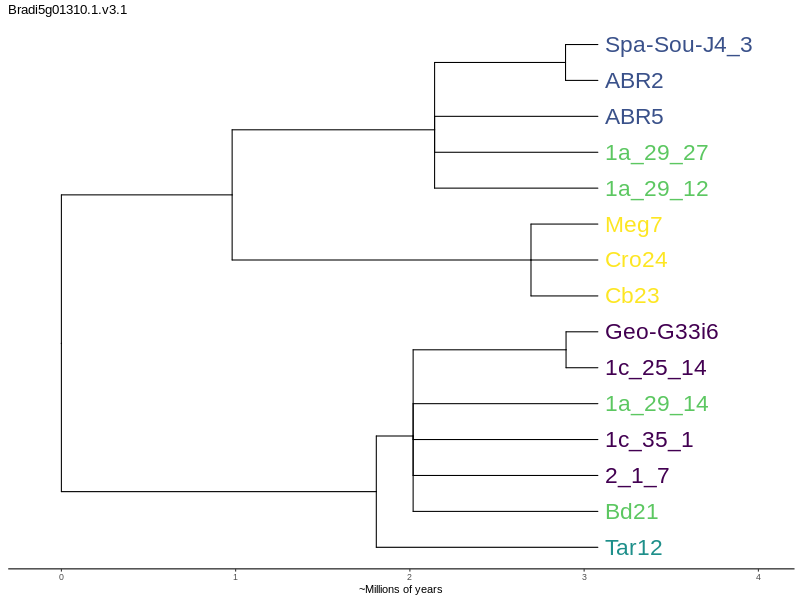 Bradi5g01310.1.v3.1
Spa-Sou-J4_3
ABR2
ABR5
1a_29_27
1a_29_12
Meg7
Cro24
Cb23
Geo-G33i6
1c_25_14
1a_29_14
1c_35_1
2_1_7
Bd21
Tar12
0 1 2 3 4
~Millions of years